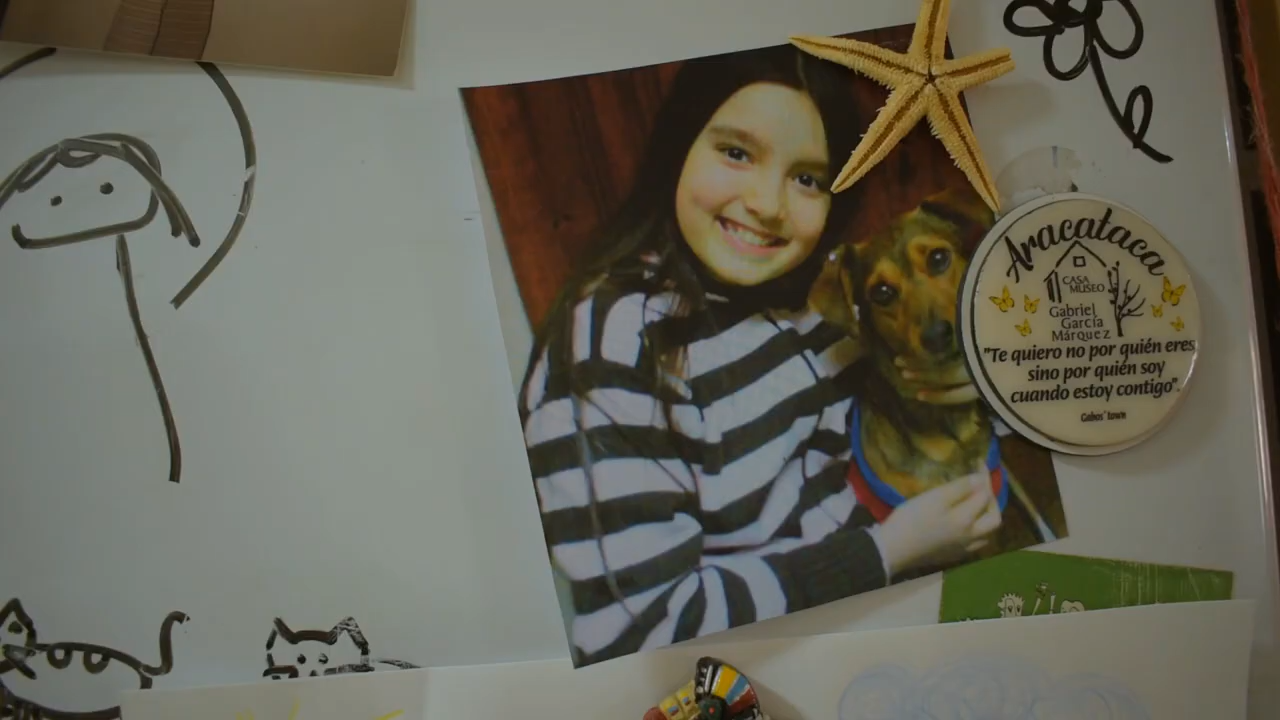 Aracataca
CASA
MUSEO
Gabriel
García
Márquez
"Te quiero no por quién eres
sino por quién soy
cuando estoy contigo".
Gabos' town